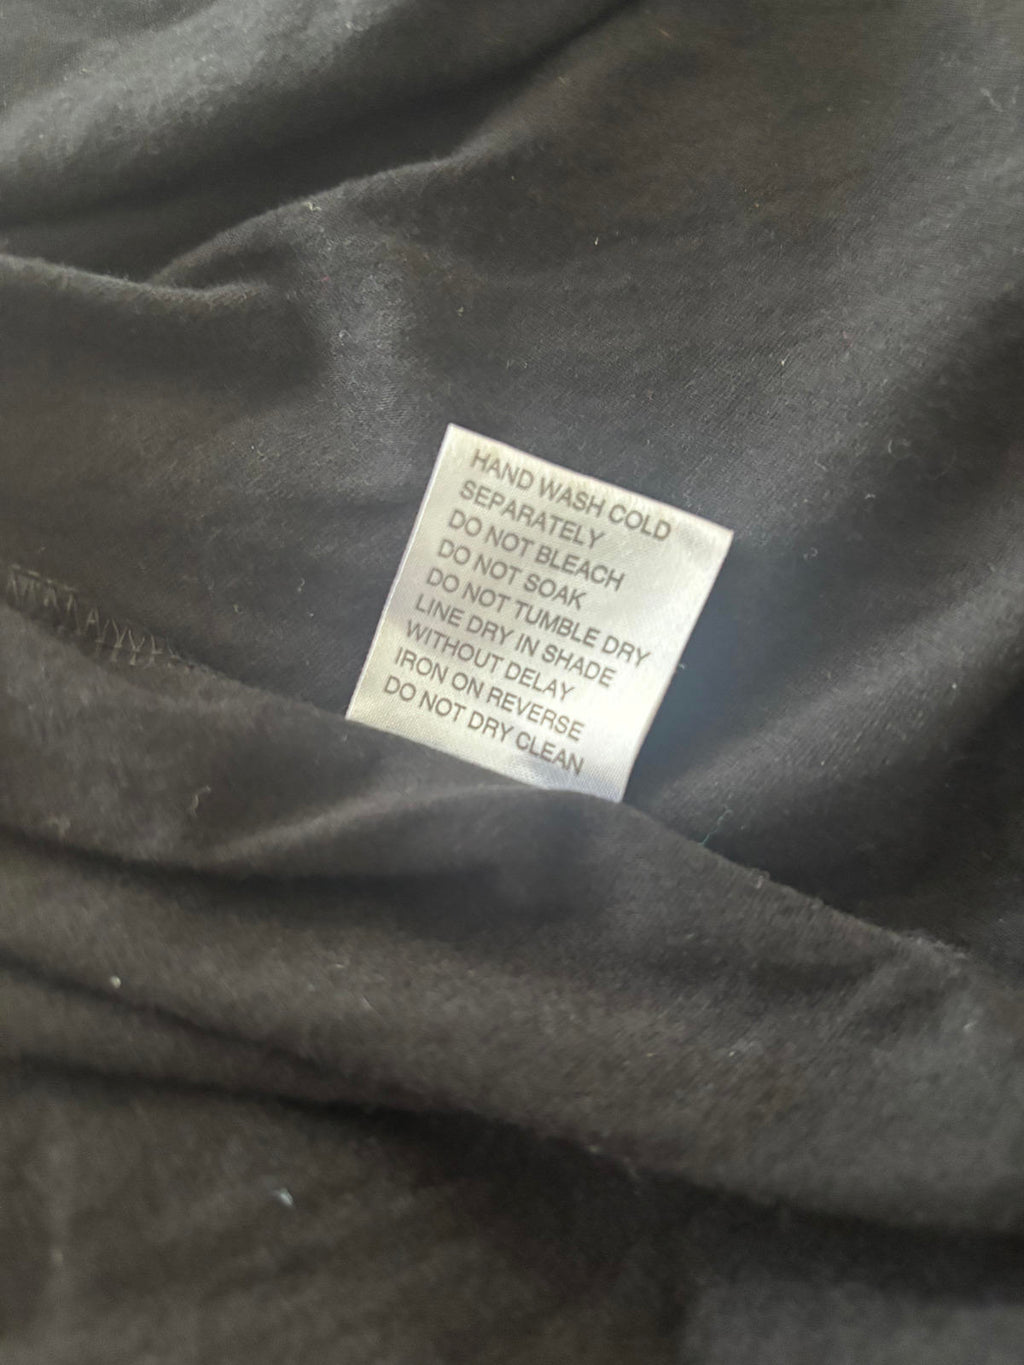 HAND WASH COLD
SEPARATELY
DO NOT BLEACH
DO NOT SOAK
DO NOT TUMBLE DRY
LINE DRY IN SHADE
WITHOUT DELAY
IRON ON REVERSE
DO NOT DRY CLEAN